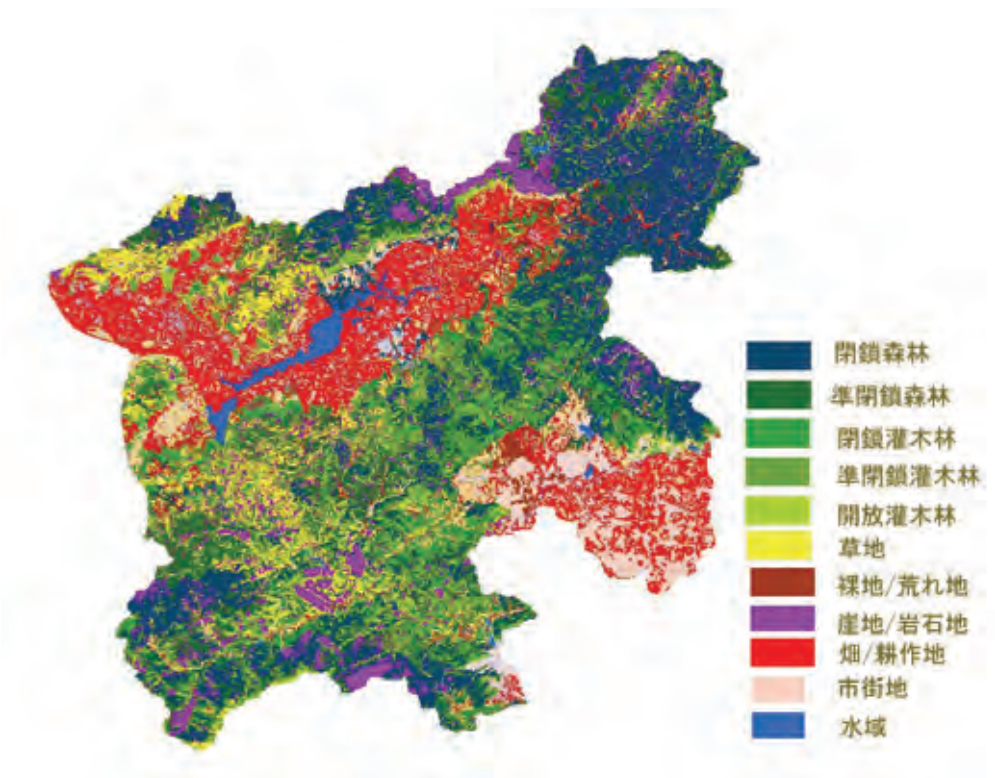 閉鎖森林
準閉鎖森林
閉鎖灌木林
準閉鎖灌木林
開放灌木林
草地
裸地/荒れ地
崖地/岩石地
畑/耕作地
市街地
水域